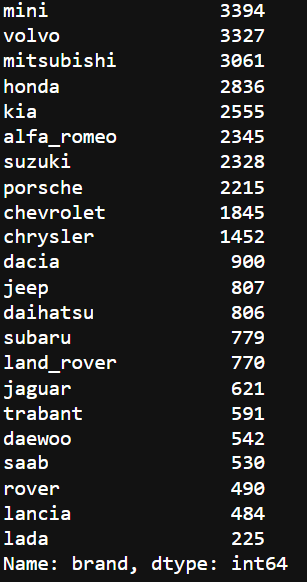 mini 3394
volvo 3327
mitsubishi 3061
honda 2836
kia 2555
alfa_romeo 2345
suzuki 2328
porsche 2215
chevrolet 1845
chrysler 1452
dacia 900
jeep 807
daihatsu 806
subaru 779
land_rover 770
jaguar 621
trabant 591
daewoo 542
saab 530
rover 490
lancia 484
lada 225
Name: brand, dtype: int64